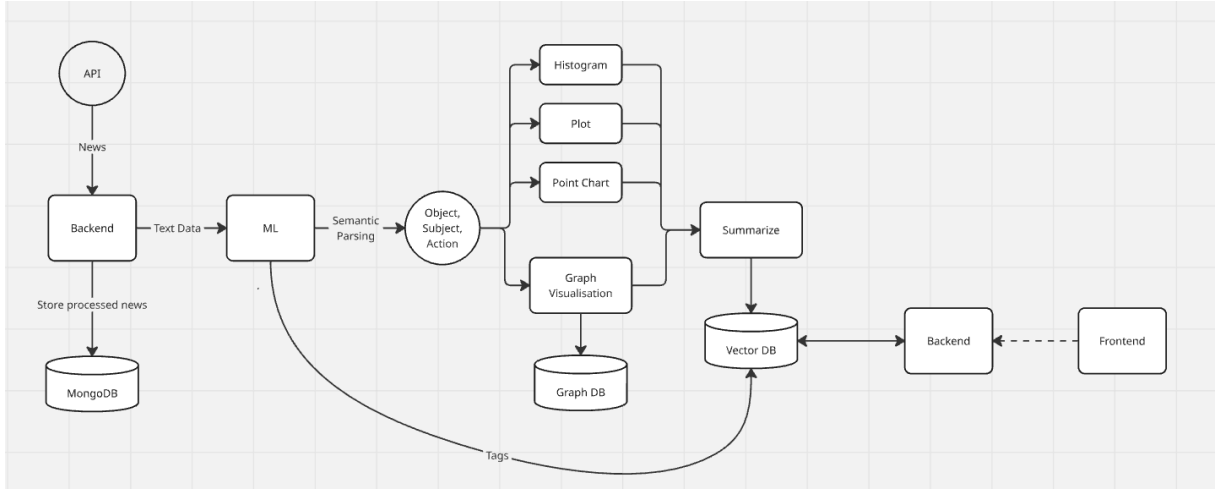 API
News
Backend
Text Data
ML
Semantic
Parsing
Object,
Subject,
Action
Histogram
Plot
Point Chart
Graph
Visualisation
Summarize
Store processed news
MongoDB
Graph DB
Vector DB
Backend
Frontend
Tags